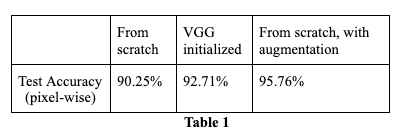 From scratch
VGG initialized
From scratch, with augmentation
Test Accuracy (pixel-wise)
90.25%
92.71%
95.76%
Table 1